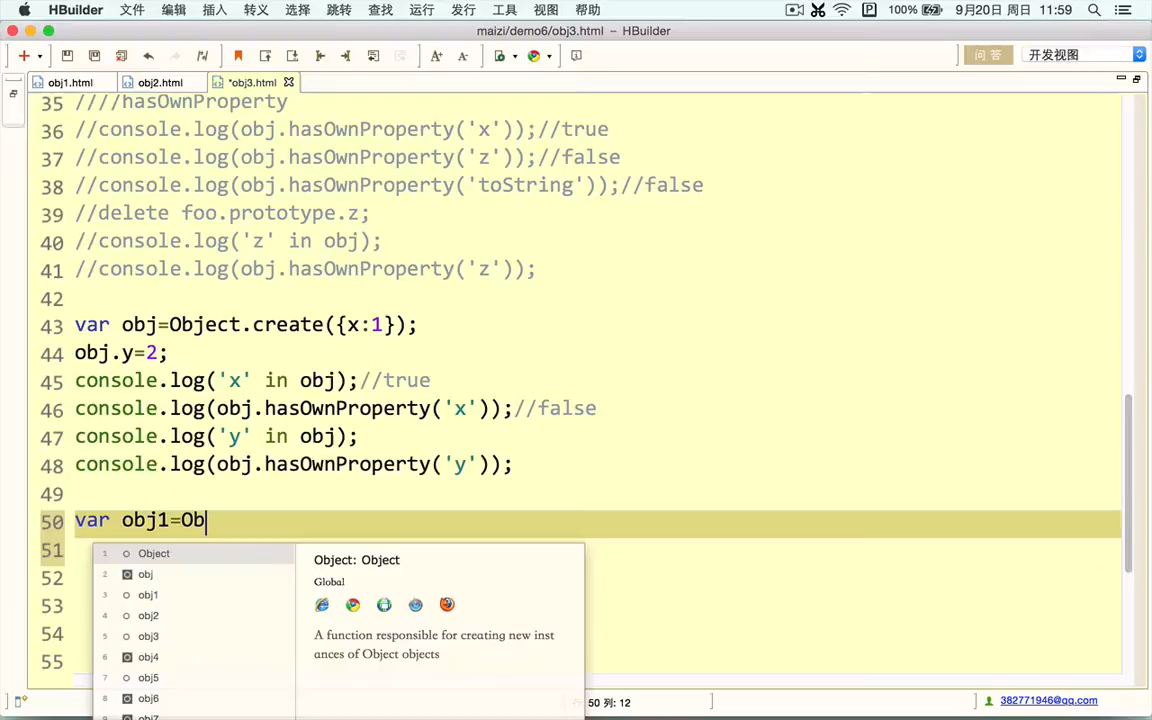 HBuilder 文件 编辑 插入 转义 选择 跳转 查找 运行 发行 工具 视图 帮助 100% 9月20日 周日 11:59
maizi/demo6/obj3.html - HBuilder
问 答 开发视图
obj1.html obj2.html *obj3.html
35 ////hasOwnProperty
36 //console.log(obj.hasOwnProperty('x'));//true
37 //console.log(obj.hasOwnProperty('z'));//false
38 //console.log(obj.hasOwnProperty('toString'));//false
39 //delete foo.prototype.z;
40 //console.log('z' in obj);
41 //console.log(obj.hasOwnProperty('z'));
42
43 var obj=Object.create({x:1});
44 obj.y=2;
45 console.log('x' in obj);//true
46 console.log(obj.hasOwnProperty('x'));//false
47 console.log('y' in obj);
48 console.log(obj.hasOwnProperty('y'));
49
50 var obj1=Ob
51
52
53
54
55
1 Object
2 obj
3 obj1
4 obj2
5 obj3
6 obj4
7 obj5
8 obj6
9 obj7
Object: Object
Global
A function responsible for creating new inst
ances of Object objects
行: 50 列: 12
382771946@qq.com